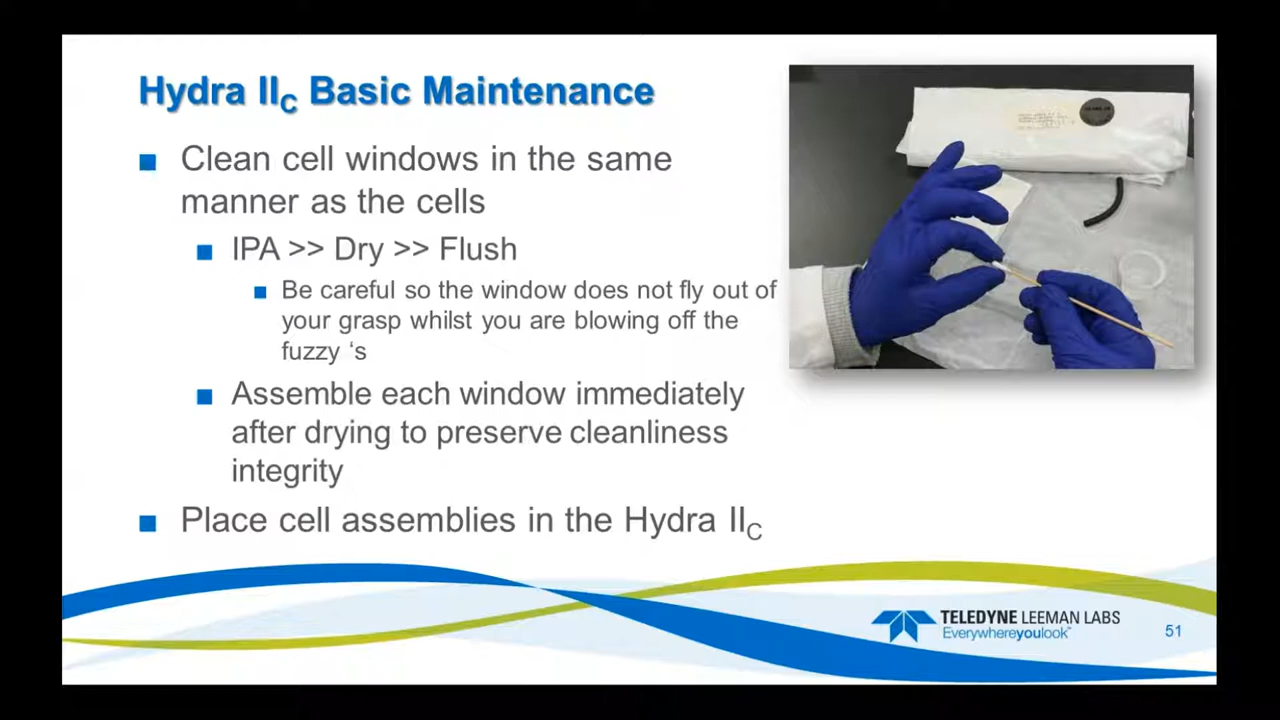 Hydra IIC Basic Maintenance
Clean cell windows in the same
manner as the cells
IPA >> Dry >> Flush
Be careful so the window does not fly out of
your grasp whilst you are blowing off the
fuzzy ‘s
Assemble each window immediately
after drying to preserve cleanliness
integrity
Place cell assemblies in the Hydra IIC
TELEDYNE LEEMAN LABS
Everywhereyoulook™
51